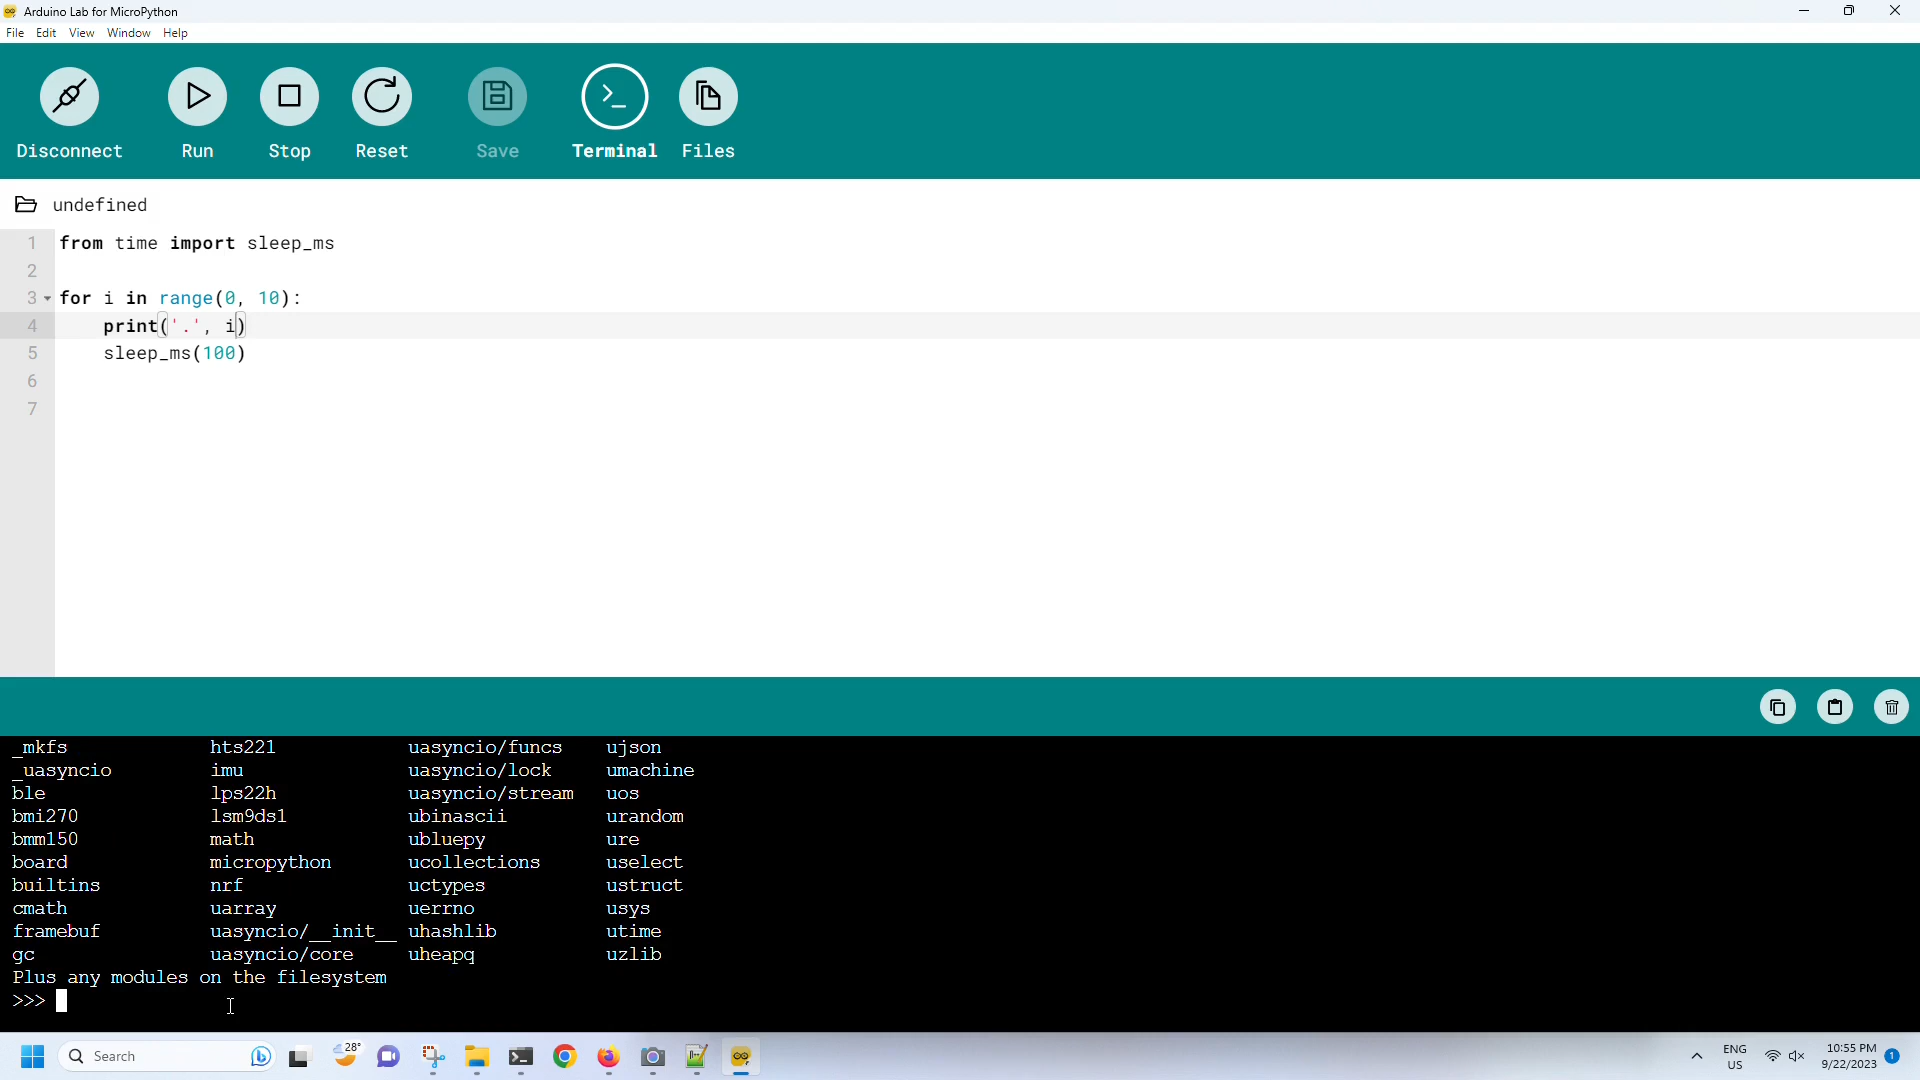 Arduino Lab for MicroPython
File Edit View Window Help
Disconnect Run Stop Reset Save Terminal Files
undefined
1 from time import sleep_ms
2
3 for i in range(0, 10):
4 print('.', i)
5 sleep_ms(100)
6
7
_mkfs hts221 uasyncio/funcs ujson
_uasyncio imu uasyncio/lock umachine
ble lps22h uasyncio/stream uos
bmi270 lsm9ds1 ubinascii urandom
bmm150 math ubluepy ure
board micropython ucollections uselect
builtins nrf uctypes ustruct
cmath uarray uerrno usys
framebuf uasyncio/__init__ uhashlib utime
gc uasyncio/core uheapq uzlib
Plus any modules on the filesystem
>>>
Search 28° ENG 10:55 PM
US 9/22/2023 1